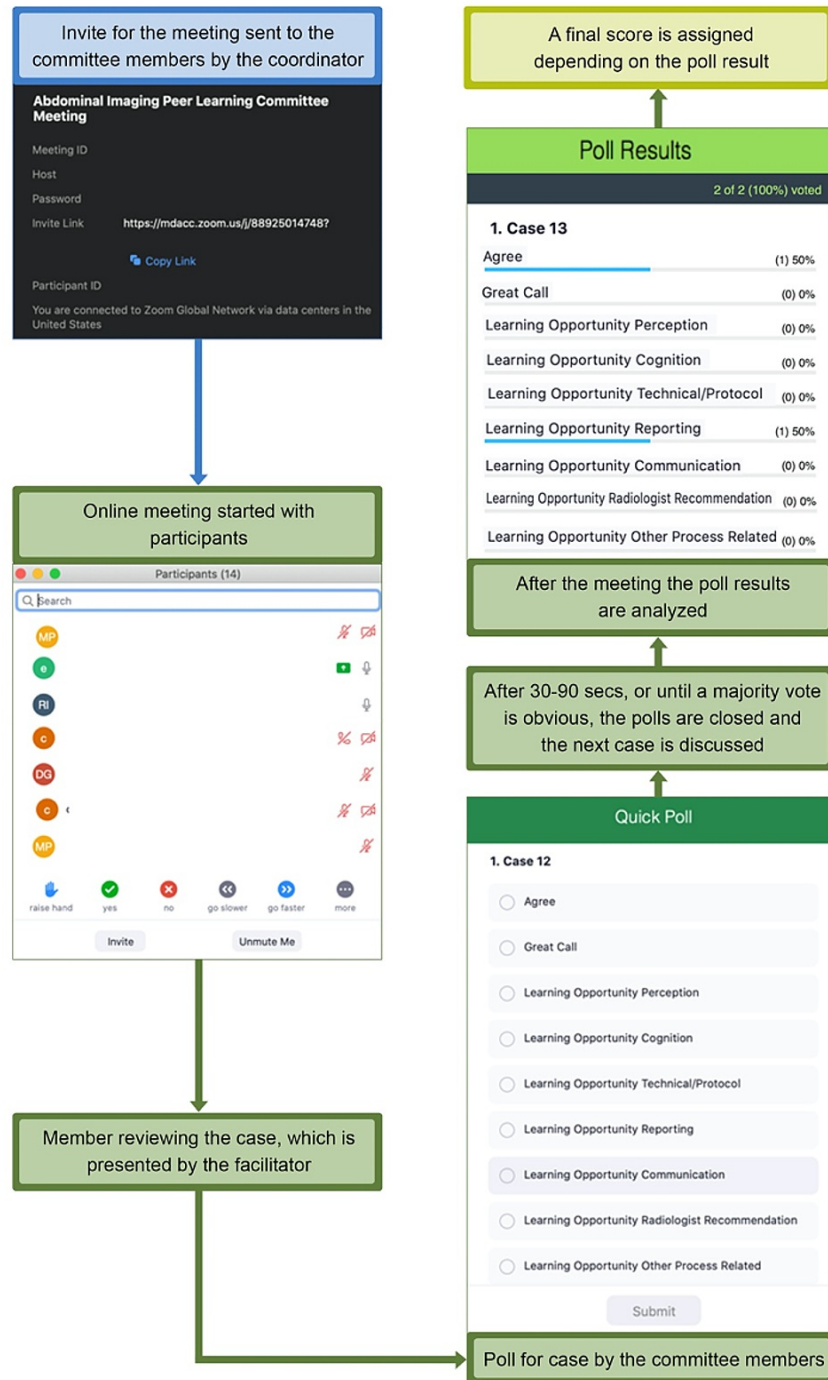 Invite for the meeting sent to the
committee members by the coordinator
Abdominal Imaging Peer Learning Committee
Meeting
Meeting ID
Host
Password
Invite Link https://mdacc.zoom.us/j/88925014748?
Copy Link
Participant ID
You are connected to Zoom Global Network via data centers in the
United States
Online meeting started with
participants
Participants (14)
Search
MP
e
RI
c
DG
c
MP
raise hand yes no go slower go faster more
Invite Unmute Me
Member reviewing the case, which is
presented by the facilitator
Poll for case by the committee members
Quick Poll
1. Case 12
Agree
Great Call
Learning Opportunity Perception
Learning Opportunity Cognition
Learning Opportunity Technical/Protocol
Learning Opportunity Reporting
Learning Opportunity Communication
Learning Opportunity Radiologist Recommendation
Learning Opportunity Other Process Related
Submit
After 30-90 secs, or until a majority vote
is obvious, the polls are closed and
the next case is discussed
After the meeting the poll results
are analyzed
Poll Results
2 of 2 (100%) voted
1. Case 13
Agree (1) 50%
Great Call (0) 0%
Learning Opportunity Perception (0) 0%
Learning Opportunity Cognition (0) 0%
Learning Opportunity Technical/Protocol (0) 0%
Learning Opportunity Reporting (1) 50%
Learning Opportunity Communication (0) 0%
Learning Opportunity Radiologist Recommendation (0) 0%
Learning Opportunity Other Process Related (0) 0%
A final score is assigned
depending on the poll result